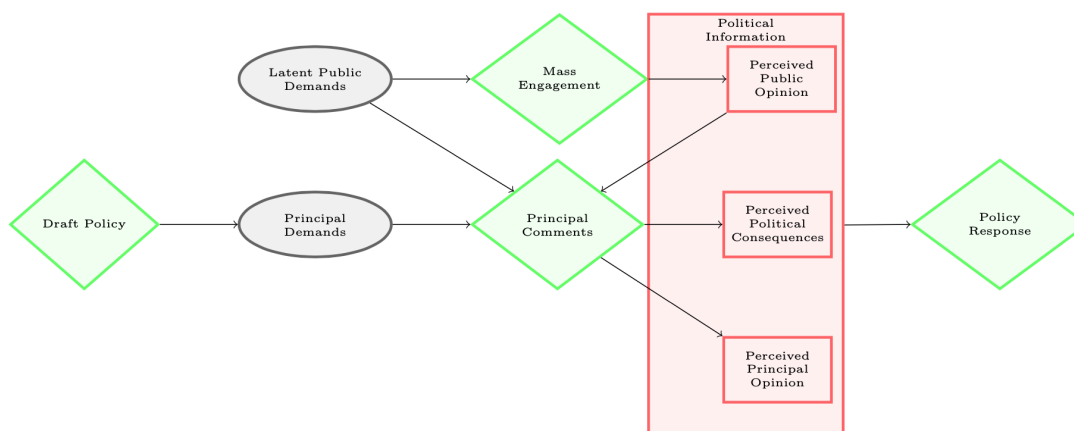 Political
Information
Latent Public
Demands
Mass
Engagement
Perceived
Public
Opinion
Draft Policy
Principal
Demands
Principal
Comments
Perceived
Political
Consequences
Policy
Response
Perceived
Principal
Opinion